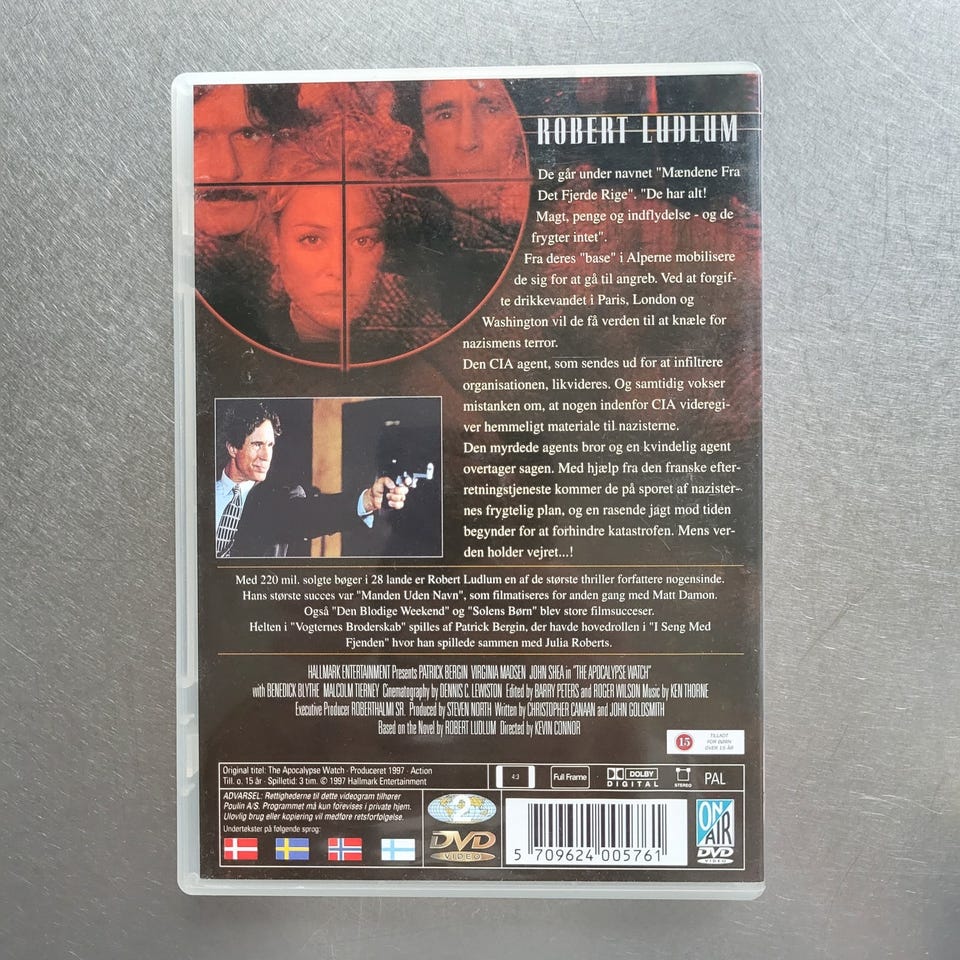 ROBERT LUDLUM
De går under navnet "Mændene Fra
Det Fjerde Rige". "De har alt!
Magt, penge og indflydelse - og de
frygter intet".
Fra deres "base" i Alperne mobilisere
de sig for at gå til angreb. Ved at forgif-
te drikkevandet i Paris, London og
Washington vil de få verden til at knæle for
nazismens terror.
Den CIA agent, som sendes ud for at infiltrere
organisationen, likvideres. Og samtidig vokser
mistanken om, at nogen indenfor CIA videregi-
ver hemmeligt materiale til nazisterne.
Den myrdede agents bror og en kvindelig agent
overtager sagen. Med hjælp fra den franske efter-
retningstjeneste kommer de på sporet af nazister-
nes frygtelig plan, og en rasende jagt mod tiden
begynder for at forhindre katastrofen. Mens ver-
den holder vejret...!
Med 220 mil. solgte bøger i 28 lande er Robert Ludlum en af de største thriller forfattere nogensinde.
Hans største succes var "Manden Uden Navn", som filmatiseres for anden gang med Matt Damon.
Også "Den Blodige Weekend" og "Solens Børn" blev store filmsucceser.
Helten i "Vogternes Broderskab" spilles af Patrick Bergin, der havde hovedrollen i "I Seng Med
Fjenden" hvor han spillede sammen med Julia Roberts.
HALLMARK ENTERTAINMENT Presents PATRICK BERGIN VIRGINIA MADSEN JOHN SHEA in "THE APOCALYPSE WATCH"
with BENEDICK BLYTHE MALCOLM TIERNEY Cinematography by DENNIS C. LEWISTON Edited by BARRY PETERS and ROGER WILSON Music by KEN THORNE
Executive Producer ROBERTHALMI SR. Produced by STEVEN NORTH Written by CHRISTOPHER CANAAN and JOHN GOLDSMITH
Based on the Novel by ROBERT LUDLUM Directed by KEVIN CONNOR
15 TILLADT
FOR BØRN
OVER 15 ÅR
Original titel: The Apocalypse Watch · Produceret 1997 · Action
Till. o. 15 år · Spilletid: 3 tim. © 1997 Hallmark Entertainment
4:3
Full Frame
DOLBY
DIGITAL
STEREO
PAL
ADVARSEL: Rettighederne til dette videogram tilhører
Poulin A/S. Programmet må kun forevises i private hjem.
Ulovlig brug eller kopiering vil medføre retsforfølgelse.
Undertekster på følgende sprog:
2
DVD
VIDEO
5 709624 005761
ON
AIR
DVD
VIDEO